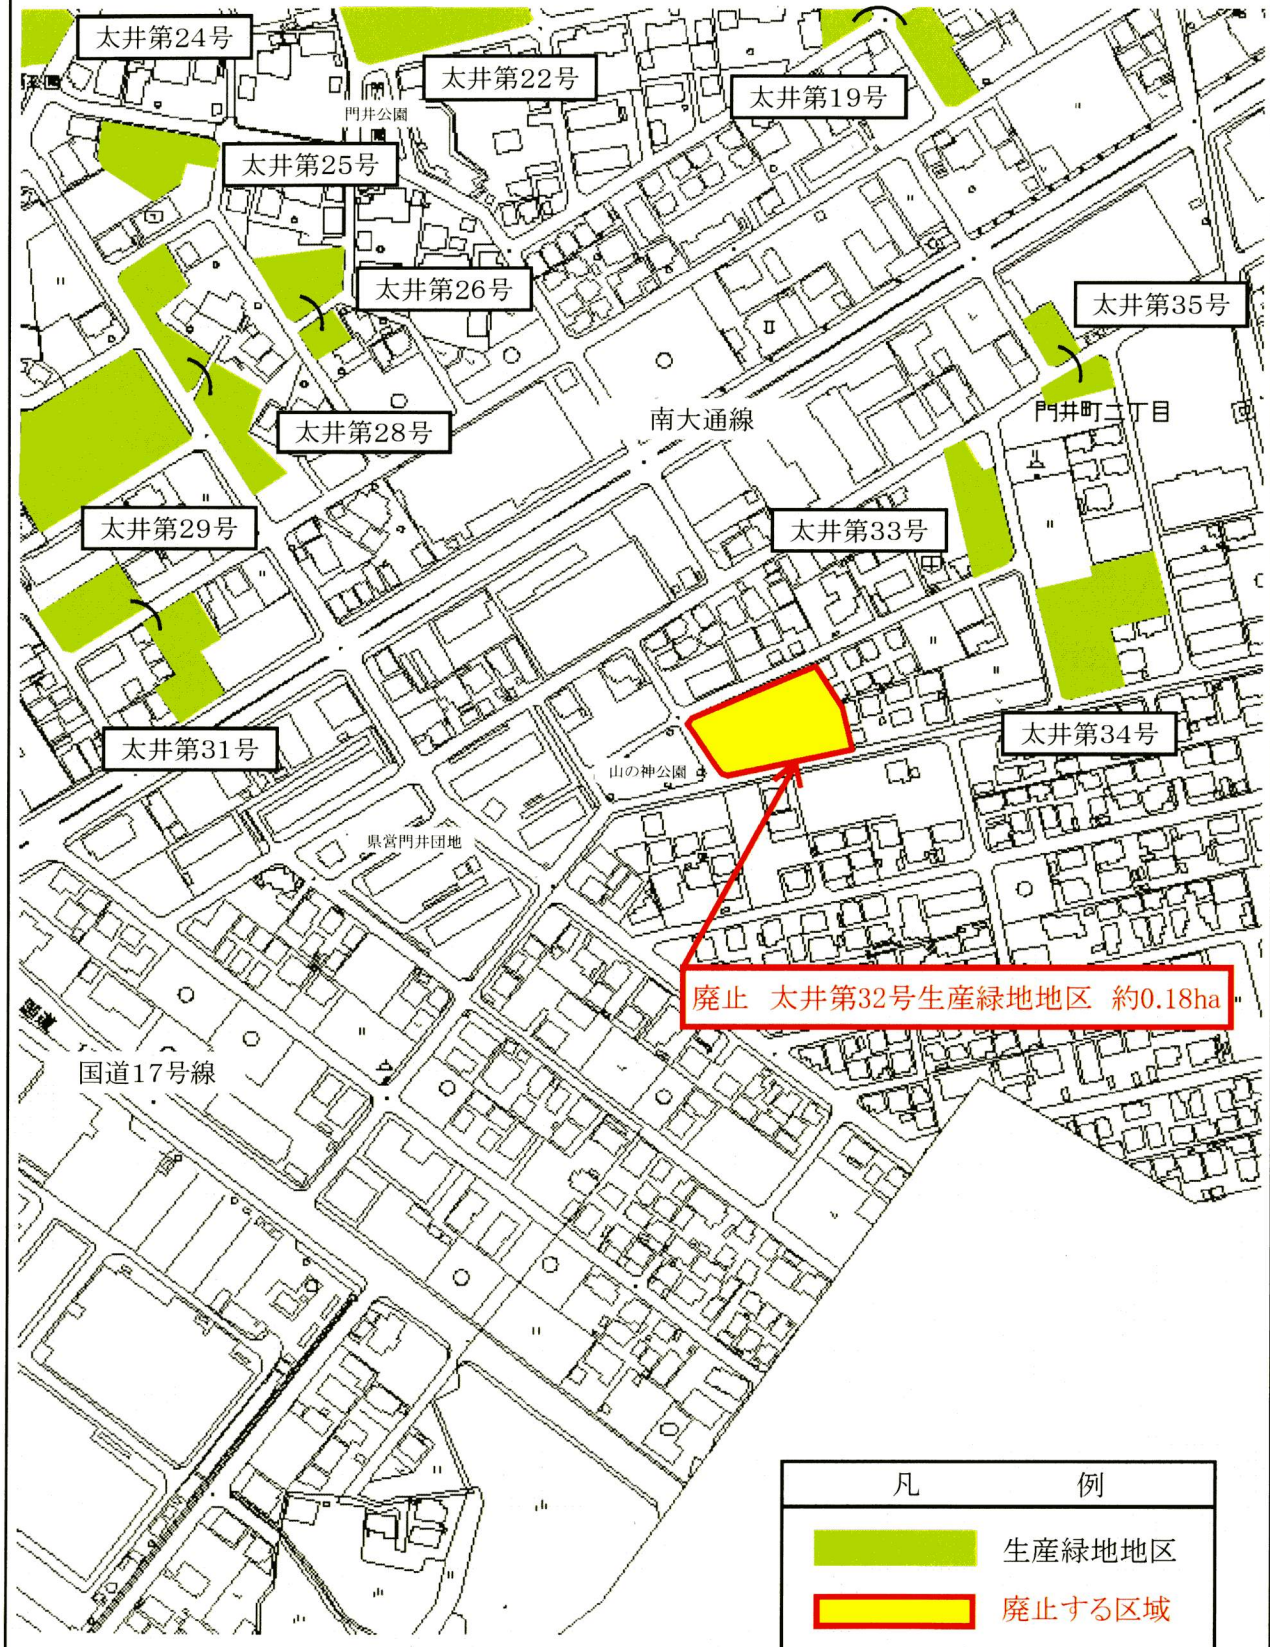 太井第24号
太井第22号
太井第19号
門井公園
太井第25号
太井第26号
太井第35号
門井町二丁目
南大通線
太井第28号
太井第29号
太井第33号
太井第31号
太井第34号
山の神公園
県営門井団地
廃止 太井第32号生産緑地地区 約0.18ha
国道
国道17号線
凡 例
生産緑地地区
廃止する区域